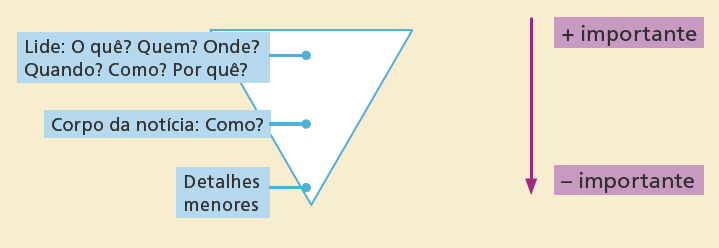 Lide: O quê? Quem? Onde?
Quando? Como? Por quê?
Corpo da notícia: Como?
Detalhes
menores
+ importante
– importante